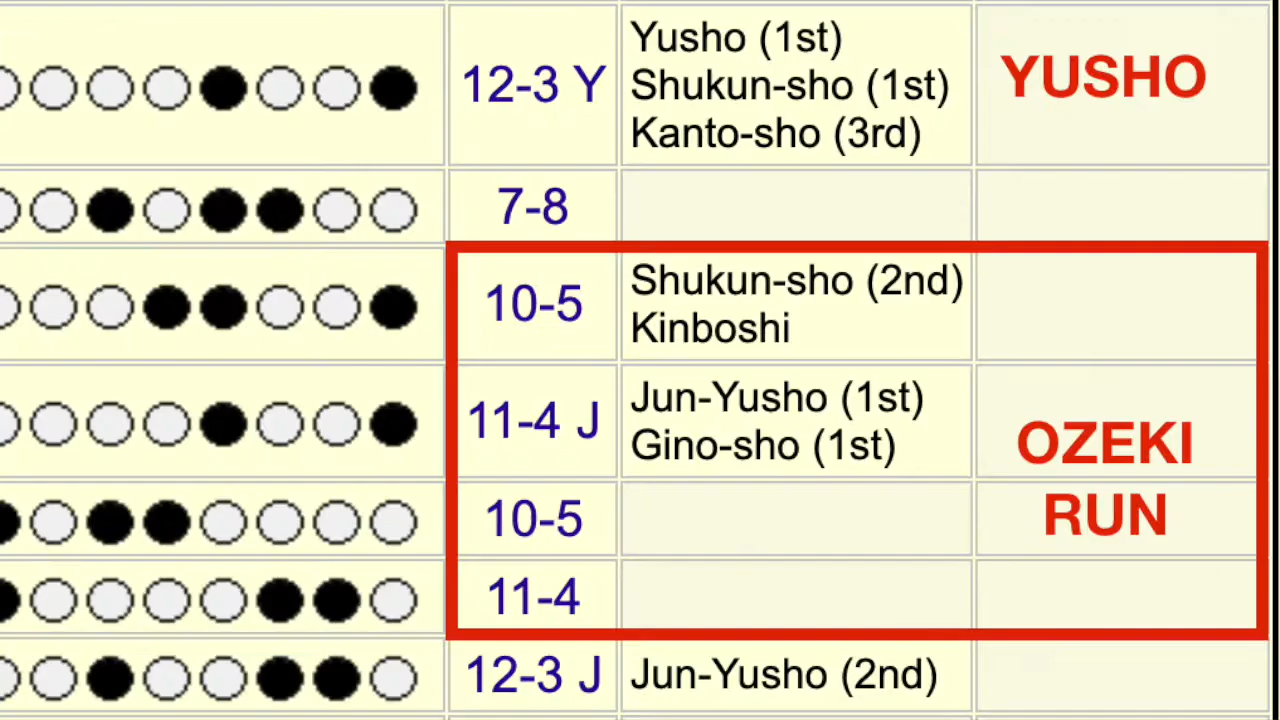 12-3 Y
Yusho (1st)
Shukun-sho (1st)
Kanto-sho (3rd)
YUSHO
7-8
10-5
Shukun-sho (2nd)
Kinboshi
11-4 J
Jun-Yusho (1st)
Gino-sho (1st)
OZEKI
RUN
10-5
11-4
12-3 J
Jun-Yusho (2nd)